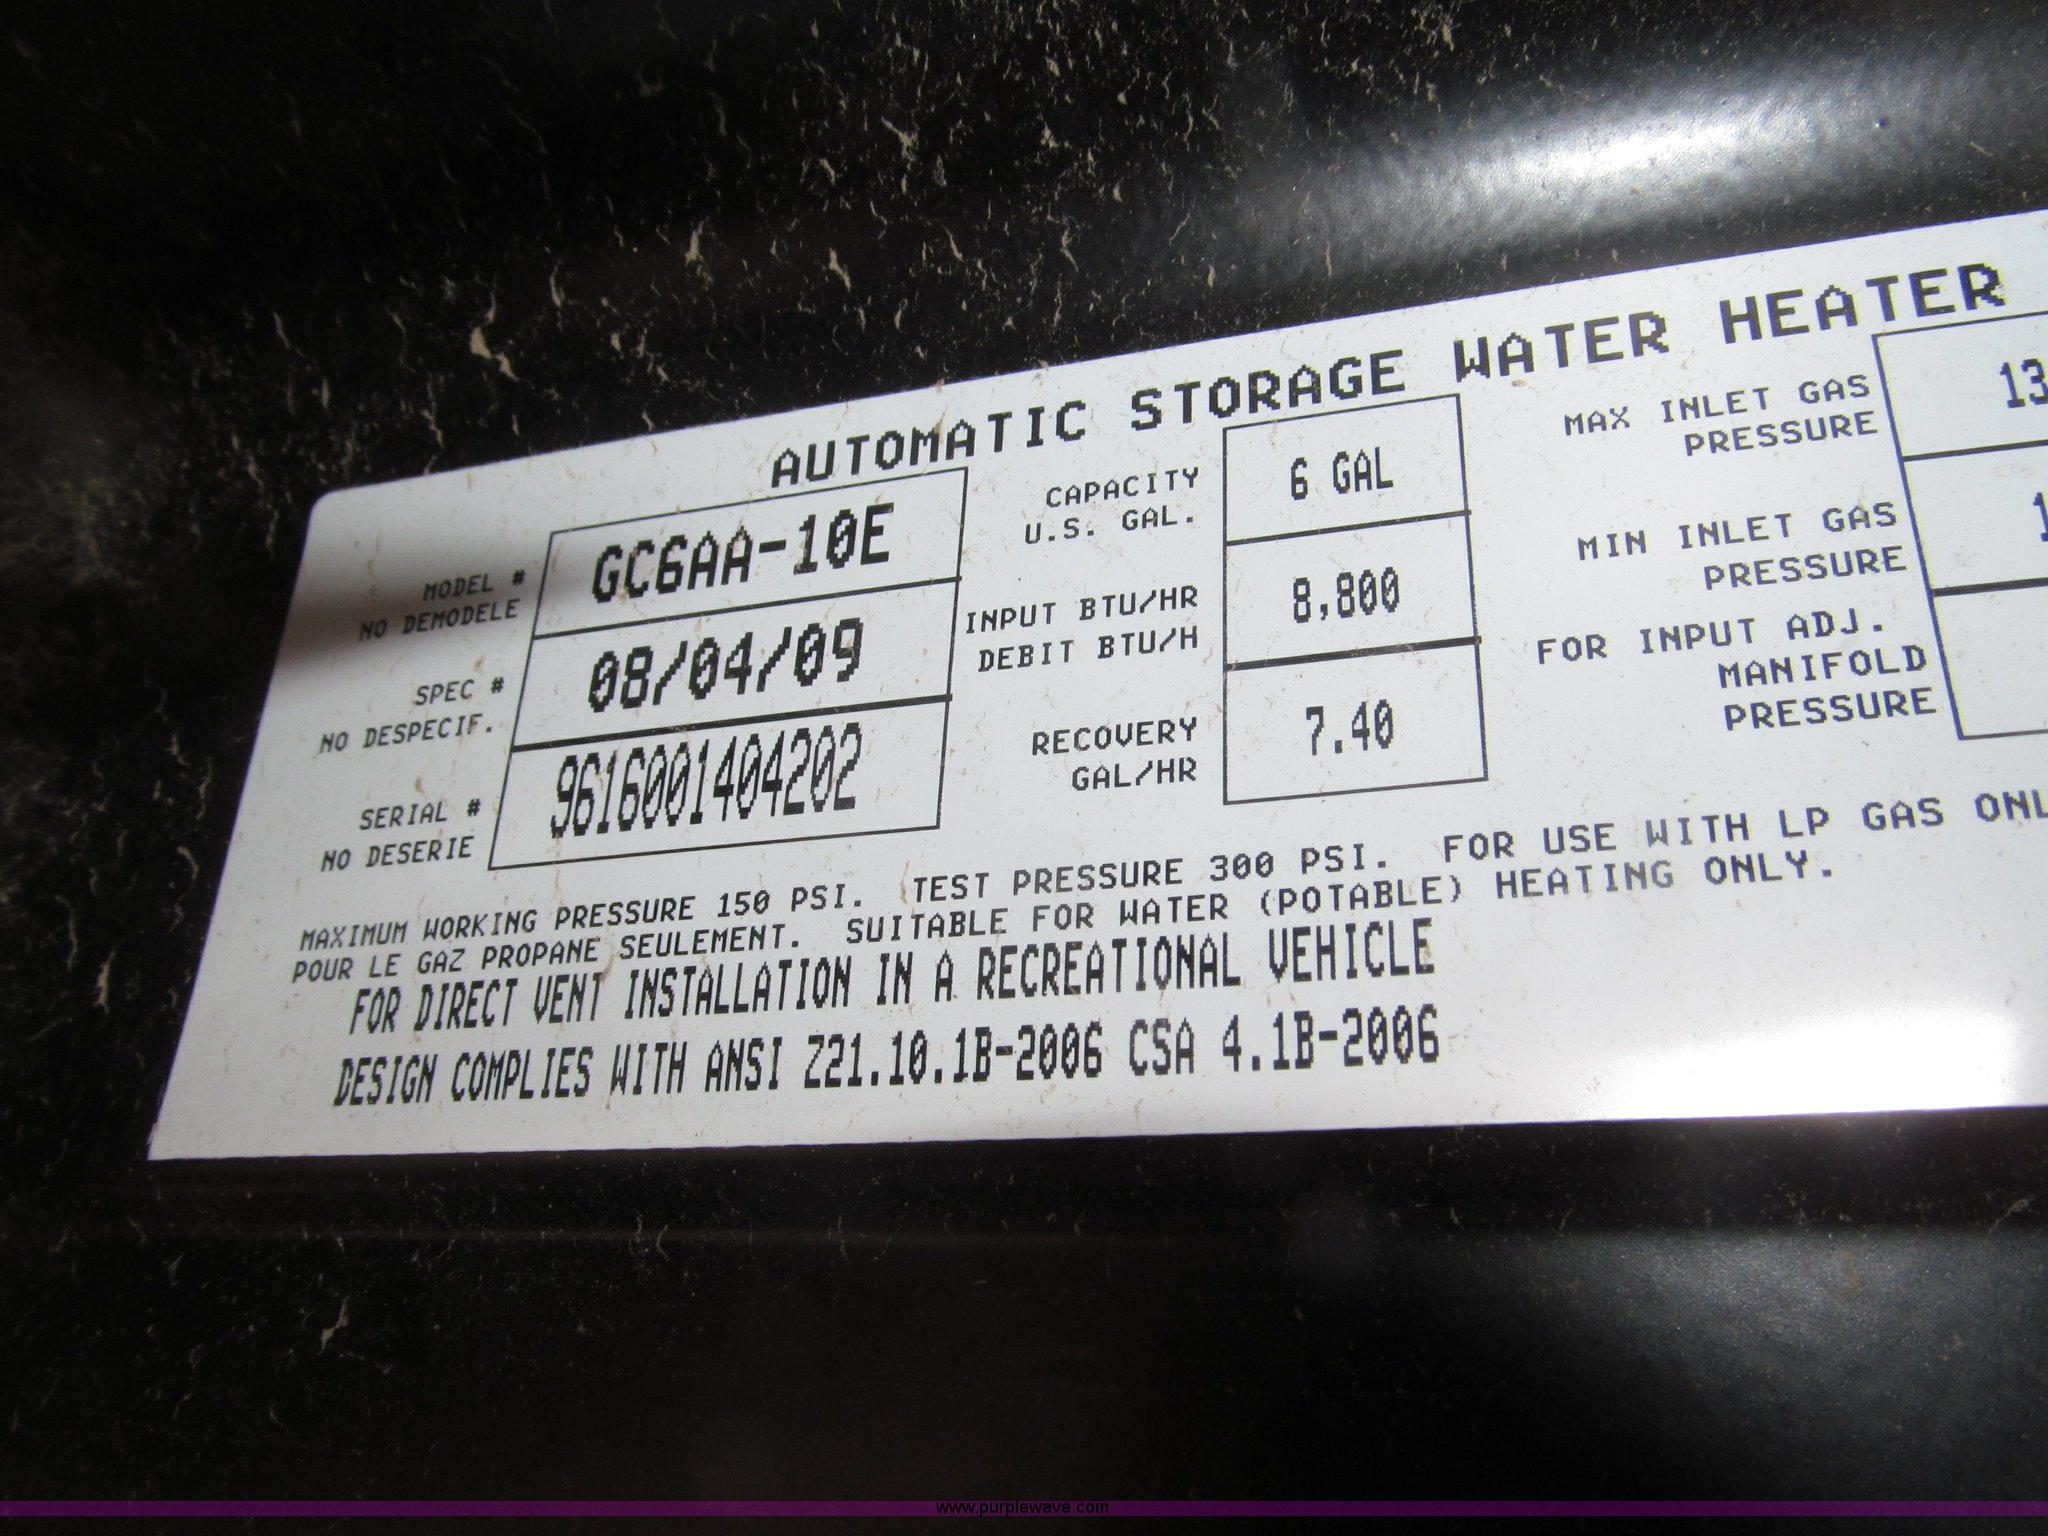 AUTOMATIC STORAGE WATER HEATER
MODEL #
NO DEMODELE
GC6AA-10E
SPEC #
NO DESPECIF.
08/04/09
SERIAL #
NO DESERIE
9616001404202
CAPACITY
U.S. GAL.
6 GAL
INPUT BTU/HR
DEBIT BTU/H
8,800
RECOVERY
GAL/HR
7.40
MAX INLET GAS
PRESSURE
13
MIN INLET GAS
PRESSURE
1
FOR INPUT ADJ.
MANIFOLD
PRESSURE
MAXIMUM WORKING PRESSURE 150 PSI. TEST PRESSURE 300 PSI. FOR USE WITH LP GAS ONL
POUR LE GAZ PROPANE SEULEMENT. SUITABLE FOR WATER (POTABLE) HEATING ONLY.
FOR DIRECT VENT INSTALLATION IN A RECREATIONAL VEHICLE
DESIGN COMPLIES WITH ANSI Z21.10.1B-2006 CSA 4.1B-2006
www.purplewave.com